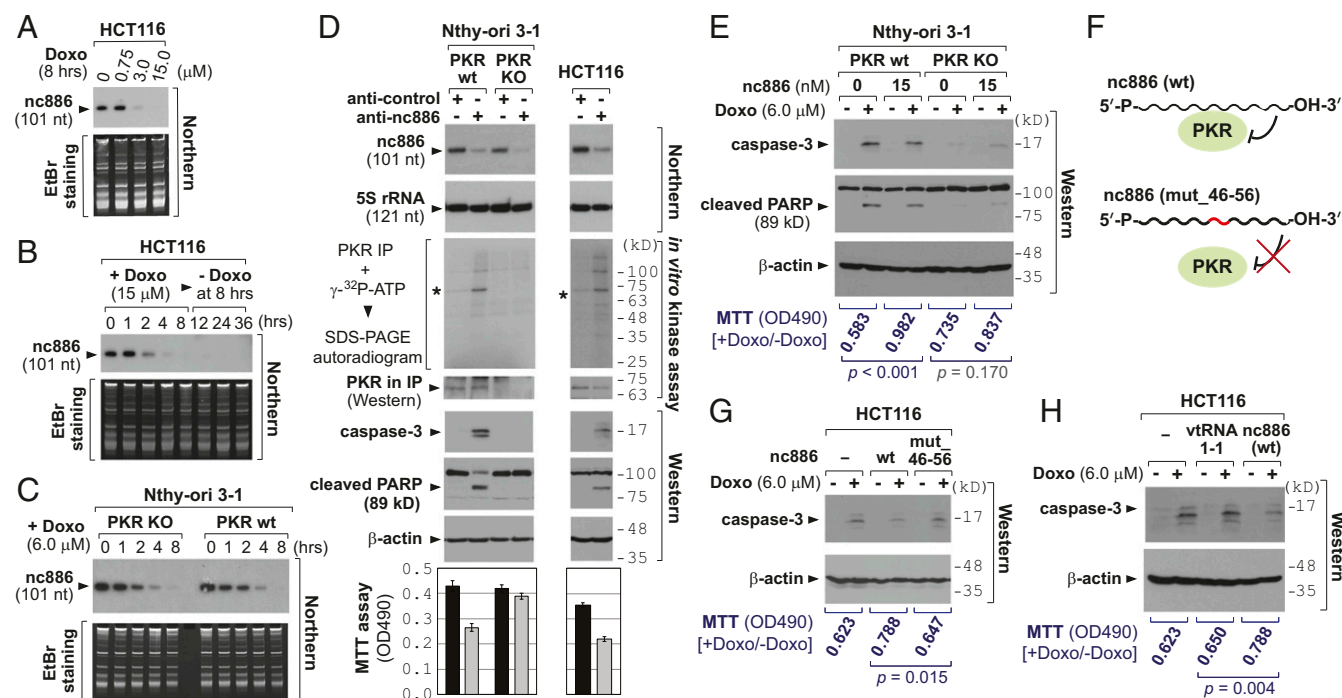 A
HCT116
Doxo
(8 hrs)
0 0.75 3.0 15.0
(μM)
nc886
(101 nt)
EtBr
staining
Northern
B
HCT116
+ Doxo
(15 μM)
- Doxo
at 8 hrs
0 1 2 4 8 12 24 36 (hrs)
nc886
(101 nt)
EtBr
staining
Northern
C
Nthy-ori 3-1
+ Doxo
(6.0 μM)
PKR KO PKR wt
0 1 2 4 8 0 1 2 4 8 (hrs)
nc886
(101 nt)
EtBr
staining
Northern
D
Nthy-ori 3-1
PKR
wt
PKR
KO
HCT116
anti-control + - + - + -
anti-nc886 - + - + - +
nc886
(101 nt)
5S rRNA
(121 nt)
Northern
PKR IP
+
γ-³²P-ATP
SDS-PAGE
autoradiogram
*
*
(kD)
-100
-75
-63
-48
-35
-25
in vitro kinase assay
PKR in IP
(Western)
-75
-63
caspase-3
-17
cleaved PARP
(89 kD)
-100
-75
β-actin
-48
-35
Western
MTT assay
(OD490)
0.5
0.4
0.3
0.2
0.1
0.0
E
Nthy-ori 3-1
PKR wt PKR KO
nc886 (nM) 0 15 0 15
Doxo (6.0 μM) - + - + - + - +
(kD)
caspase-3
-17
cleaved PARP
(89 kD)
-100
-75
β-actin
-48
-35
Western
MTT (OD490)
[+Doxo/-Doxo]
0.583 0.982 0.735 0.837
p < 0.001 p = 0.170
F
nc886 (wt)
5′-P- -OH-3′
PKR
nc886 (mut_46-56)
5′-P- -OH-3′
PKR
G
HCT116
nc886 – wt mut_
46-56
Doxo (6.0 μM) - + - + - +
(kD)
caspase-3
-17
β-actin
-48
-35
Western
MTT (OD490)
[+Doxo/-Doxo]
0.623 0.788 0.647
p = 0.015
H
HCT116
– vtRNA
1-1
nc886
(wt)
Doxo (6.0 μM) - + - + - +
(kD)
caspase-3
-17
β-actin
-48
-35
Western
MTT (OD490)
[+Doxo/-Doxo]
0.623 0.650 0.788
p = 0.004